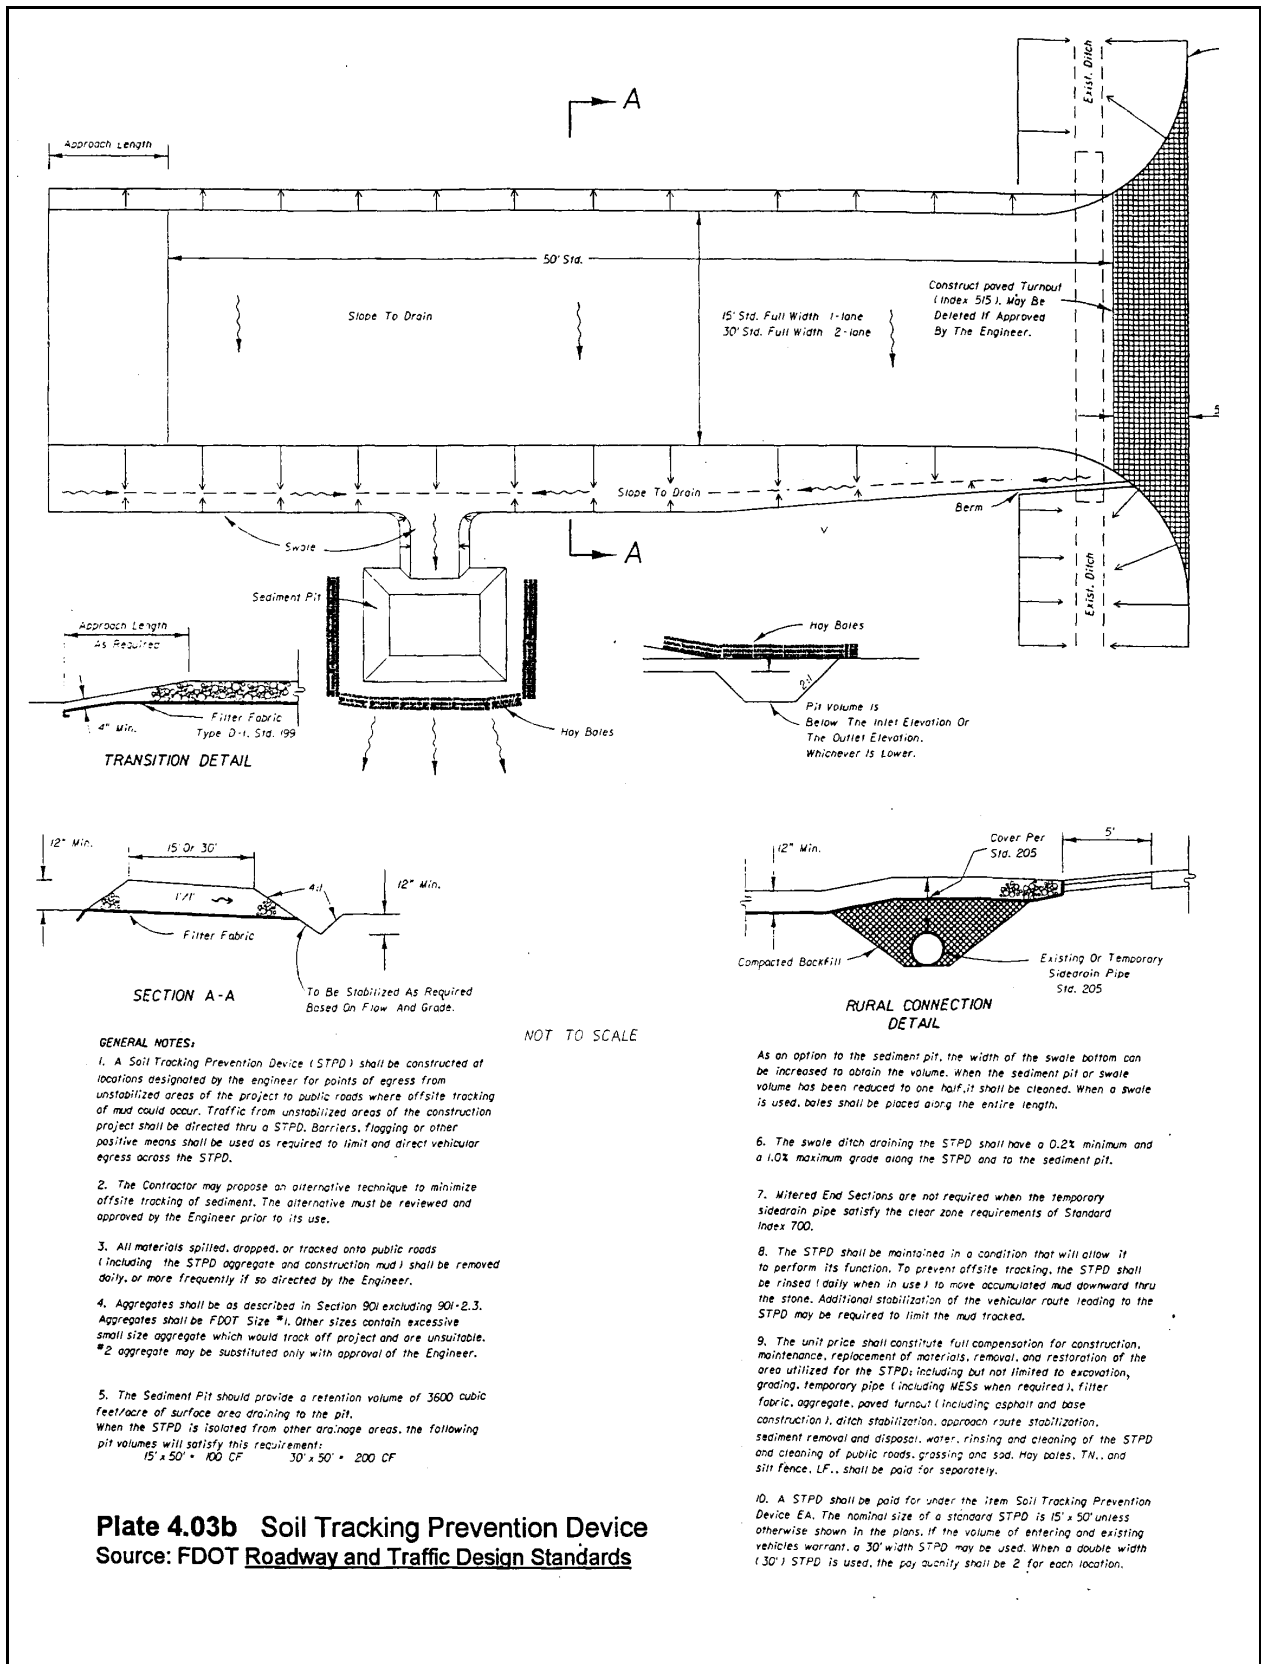 Exist. Ditch
A
Approach Length
50' Std.
Construct paved Turnout
(Index 515). May Be
Deleted If Approved
By The Engineer.
Slope To Drain
15' Std. Full Width 1-lane
30' Std. Full Width 2-lane
5
Slope To Drain
Berm
Swale
A
Exist. Ditch
Sediment Pit
Hay Bales
Approach Length
As Required
2:1
Pit Volume Is
Below The Inlet Elevation Or
The Outlet Elevation,
Whichever Is Lower.
4" Min.
Filter Fabric
Type D-1, Std. 199
Hay Bales
TRANSITION DETAIL
12" Min.
15' Or 30'
4:1
12" Min.
Filter Fabric
SECTION A-A
To Be Stabilized As Required
Based On Flow And Grade.
12" Min.
Cover Per
Std. 205
5'
Compacted Backfill
Existing Or Temporary
Sidedrain Pipe
Std. 205
RURAL CONNECTION
DETAIL
NOT TO SCALE
GENERAL NOTES:
1. A Soil Tracking Prevention Device (STPD) shall be constructed at
locations designated by the engineer for points of egress from
unstabilized areas of the project to public roads where offsite tracking
of mud could occur. Traffic from unstabilized areas of the construction
project shall be directed thru a STPD. Barriers, flagging or other
positive means shall be used as required to limit and direct vehicular
egress across the STPD.
2. The Contractor may propose an alternative technique to minimize
offsite tracking of sediment. The alternative must be reviewed and
approved by the Engineer prior to its use.
3. All materials spilled, dropped, or tracked onto public roads
(including the STPD aggregate and construction mud) shall be removed
daily, or more frequently if so directed by the Engineer.
4. Aggregates shall be as described in Section 901 excluding 901-2.3.
Aggregates shall be FDOT Size #1. Other sizes contain excessive
small size aggregate which would track off project and are unsuitable.
#2 aggregate may be substituted only with approval of the Engineer.
5. The Sediment Pit should provide a retention volume of 3600 cubic
feet/acre of surface area draining to the pit.
When the STPD is isolated from other drainage areas, the following
pit volumes will satisfy this requirement:
15' x 50' = 100 CF 30' x 50' = 200 CF
As an option to the sediment pit, the width of the swale bottom can
be increased to obtain the volume. When the sediment pit or swale
volume has been reduced to one half, it shall be cleaned. When a swale
is used, bales shall be placed along the entire length.
6. The swale ditch draining the STPD shall have a 0.2% minimum and
a 1.0% maximum grade along the STPD and to the sediment pit.
7. Mitered End Sections are not required when the temporary
sidedrain pipe satisfy the clear zone requirements of Standard
Index 700.
8. The STPD shall be maintained in a condition that will allow it
to perform its function. To prevent offsite tracking, the STPD shall
be rinsed (daily when in use) to move accumulated mud downward thru
the stone. Additional stabilization of the vehicular route leading to the
STPD may be required to limit the mud tracked.
9. The unit price shall constitute full compensation for construction,
maintenance, replacement of materials, removal, and restoration of the
area utilized for the STPD; including but not limited to excavation,
grading, temporary pipe (including MESs when required), filter
fabric, aggregate, paved turnout (including asphalt and base
construction), ditch stabilization, approach route stabilization,
sediment removal and disposal, water, rinsing and cleaning of the STPD
and cleaning of public roads, grassing and sod. Hay bales, TN., and
silt fence, LF., shall be paid for separately.
10. A STPD shall be paid for under the item Soil Tracking Prevention
Device EA. The nominal size of a standard STPD is 15' x 50' unless
otherwise shown in the plans. If the volume of entering and existing
vehicles warrant, a 30' width STPD may be used. When a double width
(30') STPD is used, the pay quanity shall be 2 for each location.
Plate 4.03b Soil Tracking Prevention Device
Source: FDOT Roadway and Traffic Design Standards